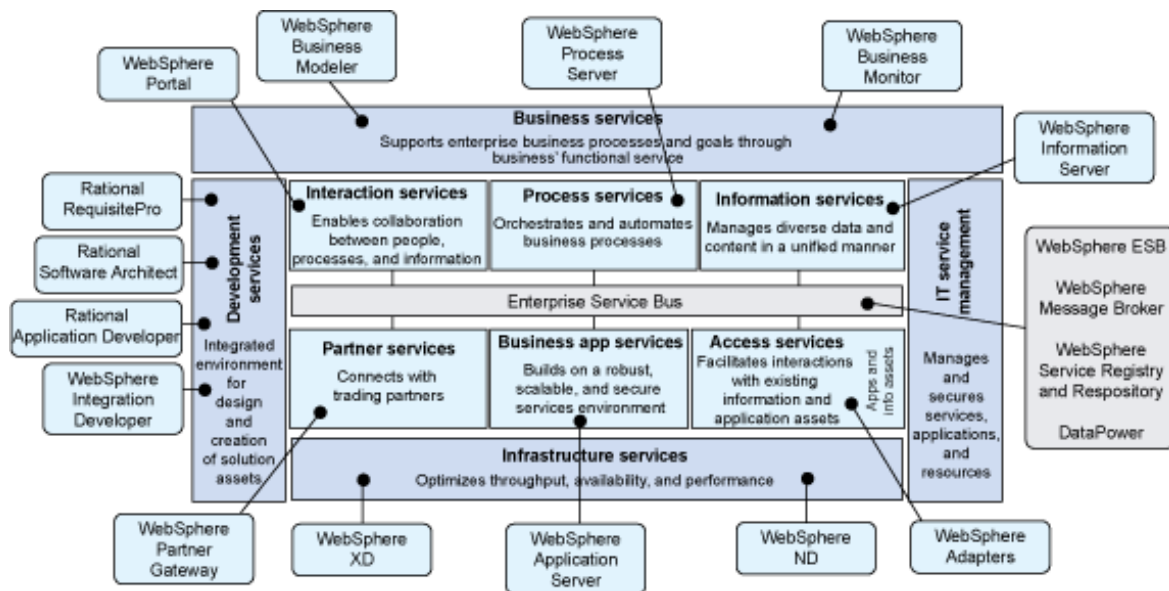 WebSphere
Business
Modeler
WebSphere
Process
Server
WebSphere
Business
Monitor
WebSphere
Portal
WebSphere
Information
Server
Business services
Supports enterprise business processes and goals through
business' functional service
Rational
RequisitePro
Rational
Software Architect
Rational
Application Developer
WebSphere
Integration
Developer
Development
services
Integrated
environment
for
design
and
creation
of solution
assets
Interaction services
Enables collaboration
between people,
processes, and information
Process services
Orchestrates and automates
business processes
Information services
Manages diverse data and
content in a unified manner
Enterprise Service Bus
Partner services
Connects with
trading partners
Business app services
Builds on a robust,
scalable, and secure
services environment
Access services
Facilitates interactions
with existing
information and
application assets
Apps and
info assets
IT service
management
Manages
and
secures
services,
applications,
and
resources
WebSphere ESB
WebSphere
Message Broker
WebSphere
Service Registry
and Respository
DataPower
Infrastructure services
Optimizes throughput, availability, and performance
WebSphere
Partner
Gateway
WebSphere
XD
WebSphere
Application
Server
WebSphere
ND
WebSphere
Adapters